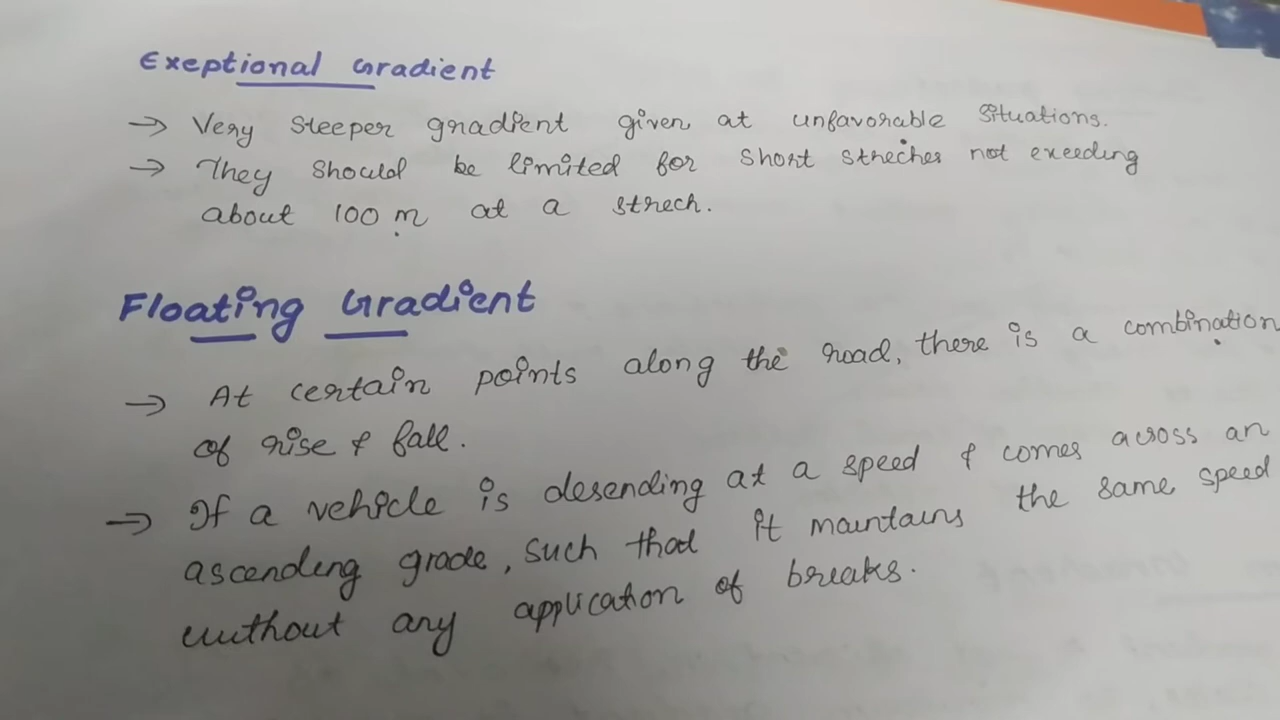 Exeptional Gradient
→ Very steeper gradient given at unfavorable situations.
→ They should be limited for short streches not exeeding
about 100 m at a strech.
Floating Gradient
→ At certain points along the road, there is a combination
of rise & fall.
→ If a vehicle is desending at a speed & comes across an
ascending grade, such that it maintains the same speed
without any application of breaks.